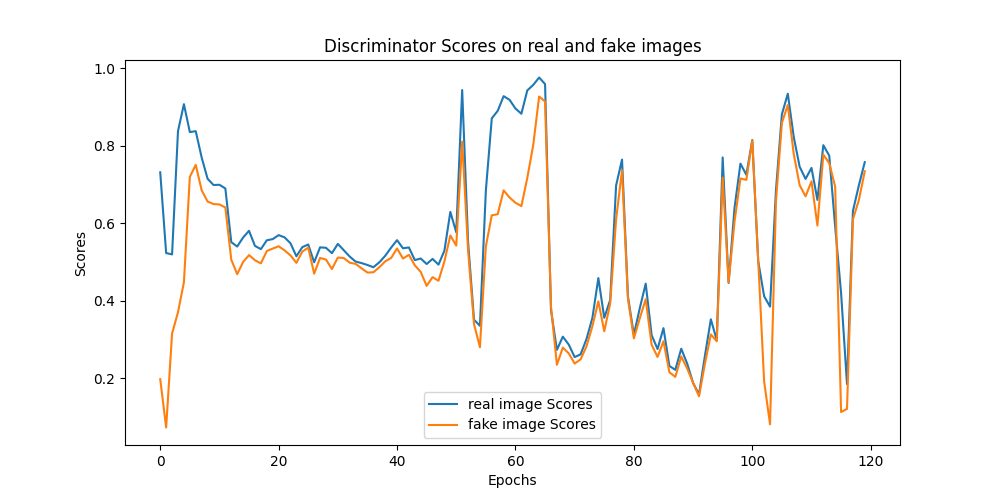 Discriminator Scores on real and fake images
1.0
0.8
0.6
0.4
0.2
Scores
real image Scores
fake image Scores
0 20 40 60 80 100 120
Epochs